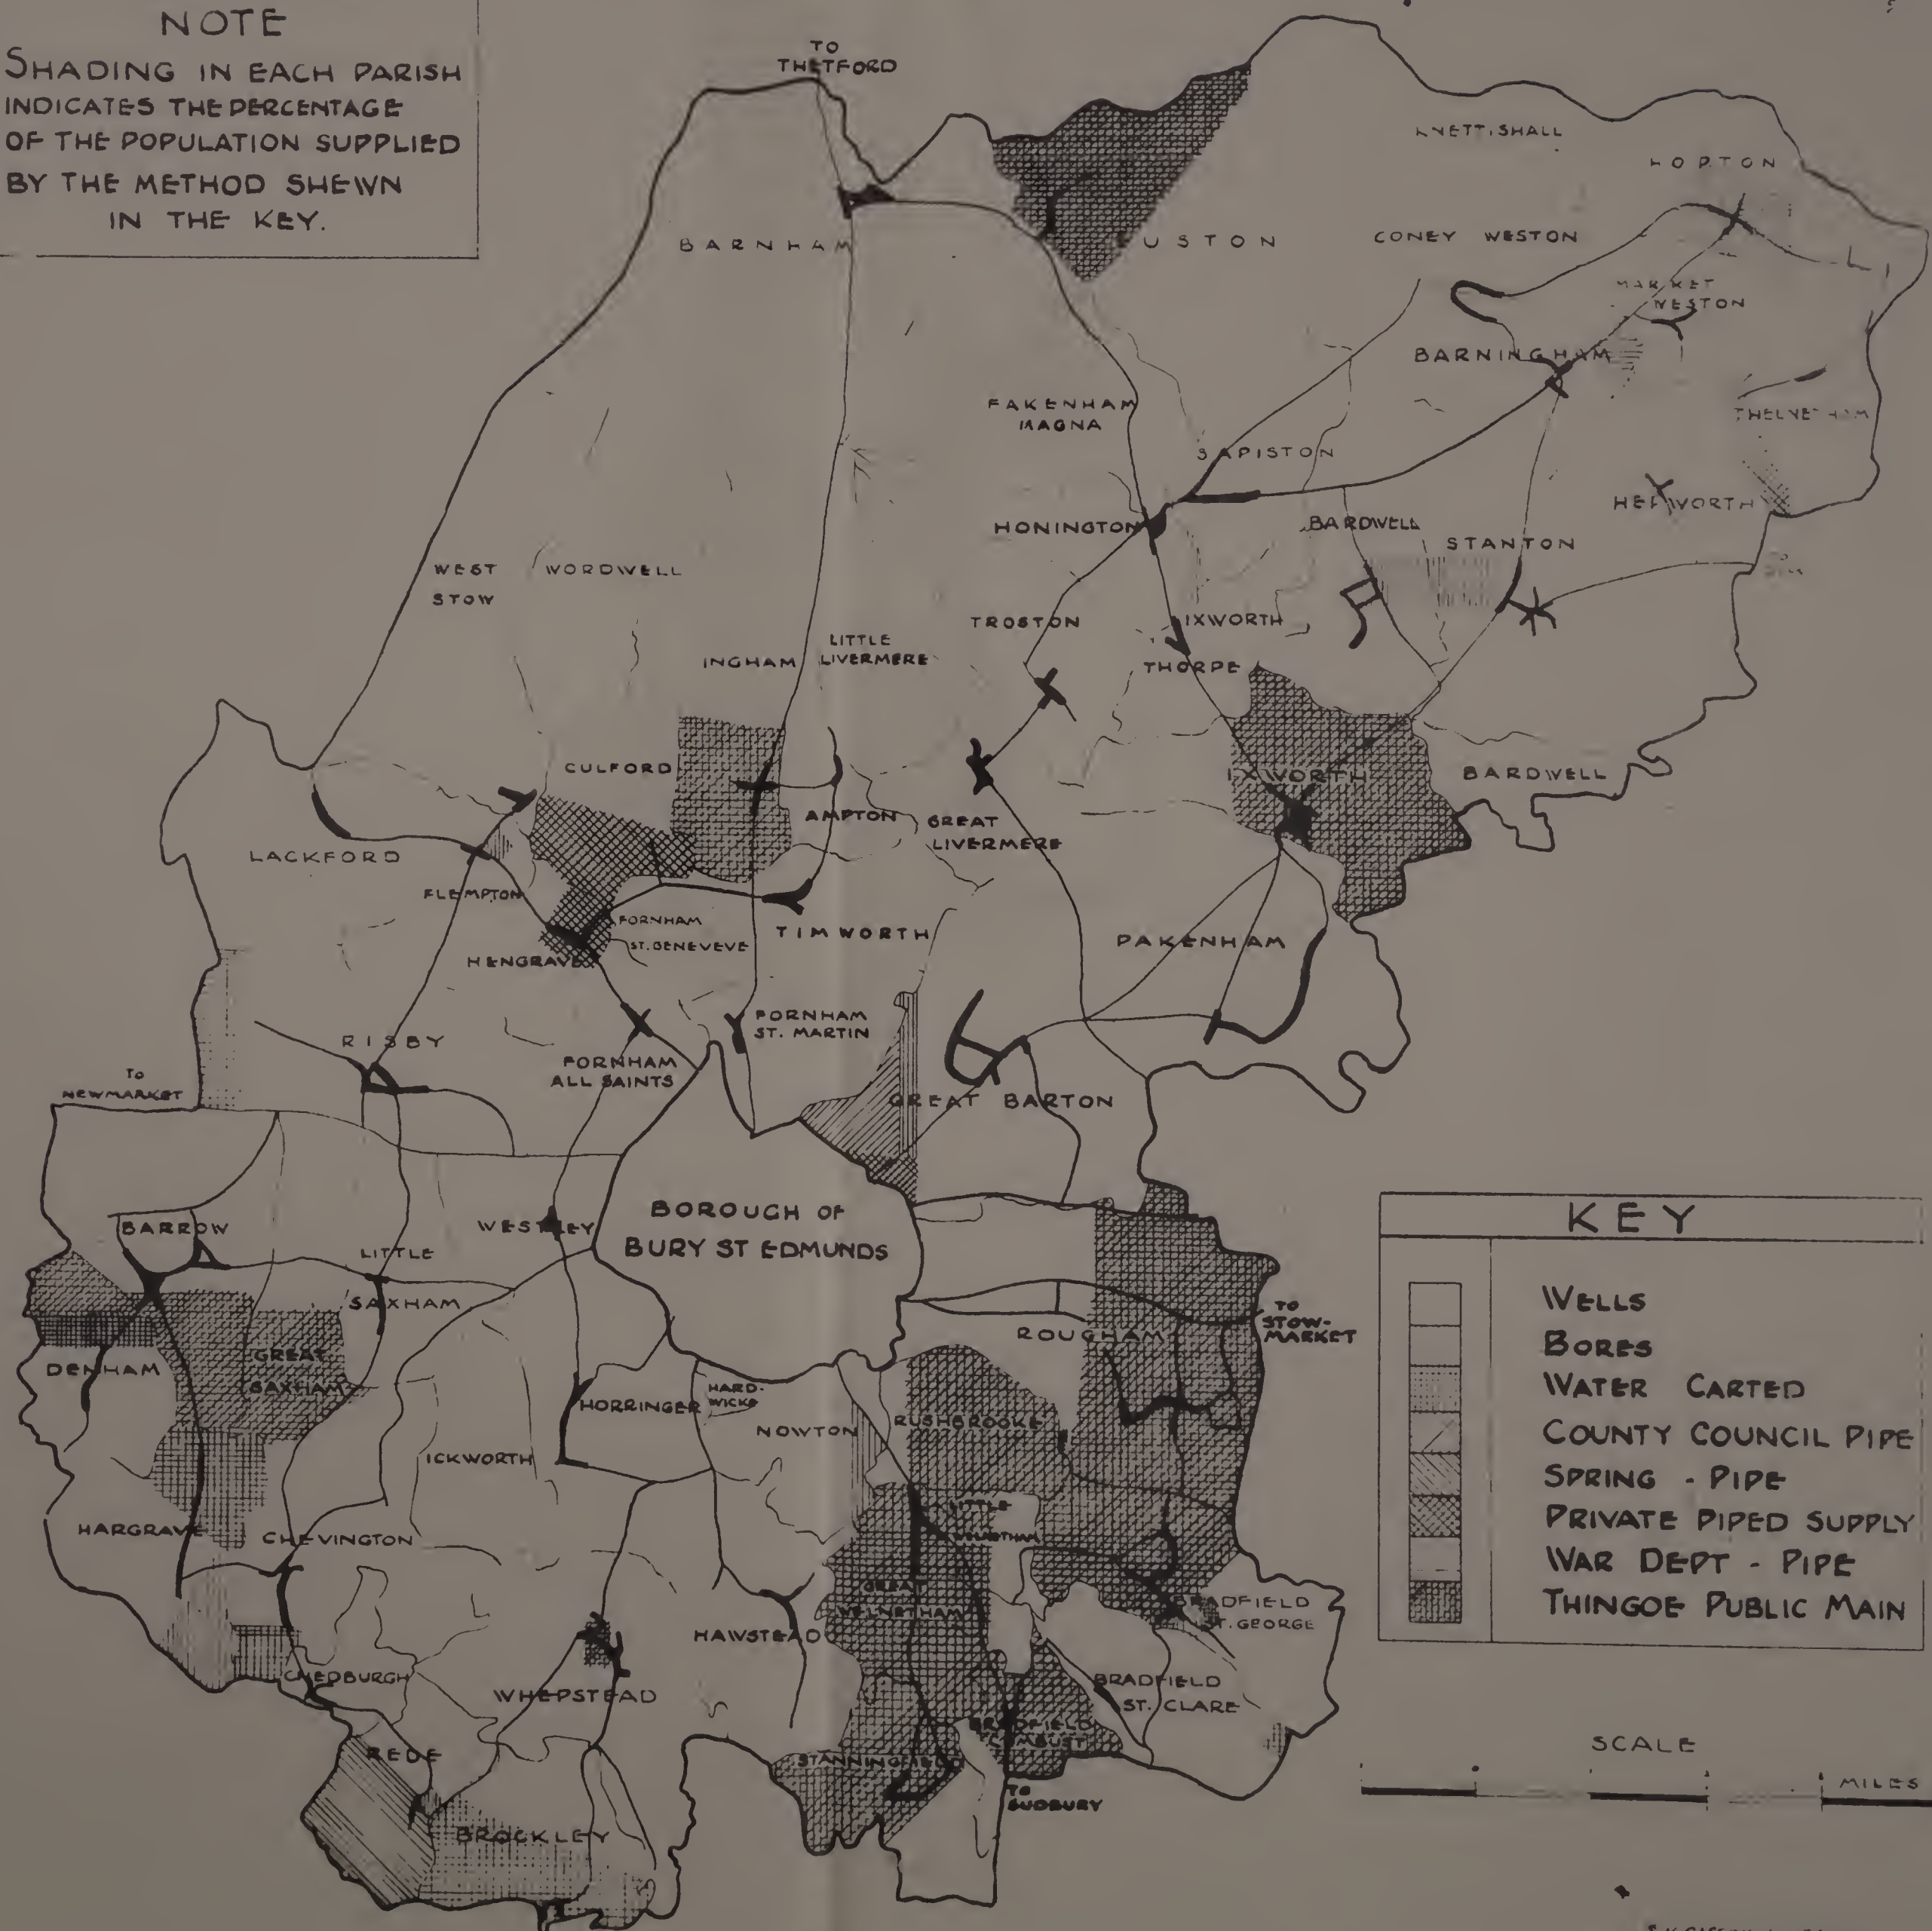 NOTE
SHADING IN EACH PARISH
INDICATES THE PERCENTAGE
OF THE POPULATION SUPPLIED
BY THE METHOD SHEWN
IN THE KEY.
TO
THETFORD
KNETTISHALL
HOPTON
BARNHAM
USTON
CONEY WESTON
MARKET
WESTON
BARNINGHAM
FAKENHAM
MAGNA
THELNETHAM
SAPISTON
HEPWORTH
HONINGTON
BARDWELL
STANTON
WEST
STOW
WORDWELL
TROSTON
IXWORTH
THORPE
LITTLE
LIVERMERE
INGHAM
CULFORD
IXWORTH
BARDWELL
AMPTON
GREAT
LIVERMERE
LACKFORD
FLEMPTON
FORNHAM
ST. GENEVEVE
TIMWORTH
PAKENHAM
HENGRAVE
FORNHAM
ST. MARTIN
RISBY
FORNHAM
ALL SAINTS
TO
NEWMARKET
GREAT BARTON
BARROW
WESTLEY
BOROUGH OF
BURY ST EDMUNDS
LITTLE
SAXHAM
TO
STOW-
MARKET
ROUGHAM
DENHAM
GREAT
SAXHAM
HORRINGER
HARD-
WICKE
NOWTON
RUSHBROOKE
ICKWORTH
LITTLE
WELNETHAM
HARGRAVE
CHEVINGTON
GREAT
WELNETHAM
BRADFIELD
ST. GEORGE
HAWSTEAD
CHEDBURGH
WHEPSTEAD
BRADFIELD
ST. CLARE
BRADFIELD
COMBUST
REDE
STANNINGFIELD
TO
SUDBURY
BROCKLEY
KEY
WELLS
BORES
WATER CARTED
COUNTY COUNCIL PIPE
SPRING - PIPE
PRIVATE PIPED SUPPLY
WAR DEPT - PIPE
THINGOE PUBLIC MAIN
SCALE
MILES